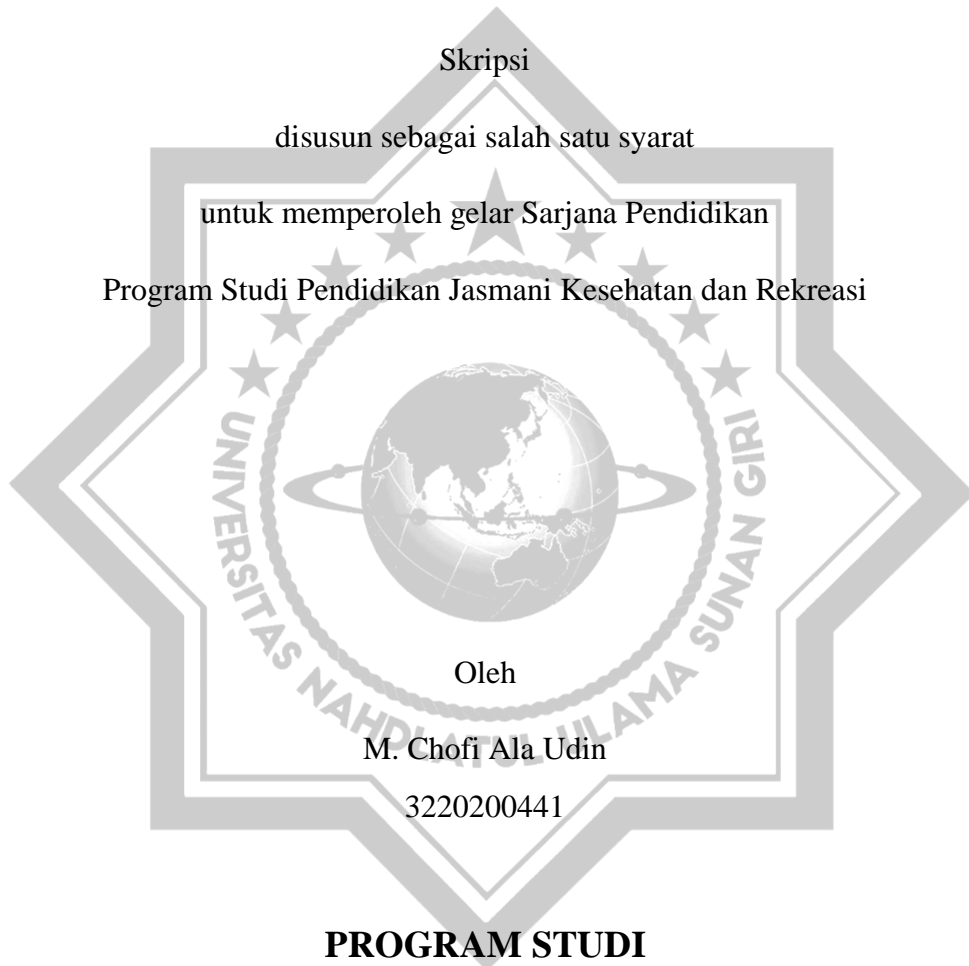 Skripsi
disusun sebagai salah satu syarat
untuk memperoleh gelar Sarjana Pendidikan
Program Studi Pendidikan Jasmani Kesehatan dan Rekreasi
UNIVERSITAS NAHDLATUL ULAMA SUNAN GIRI
Oleh
M. Chofi Ala Udin
3220200441
PROGRAM STUDI